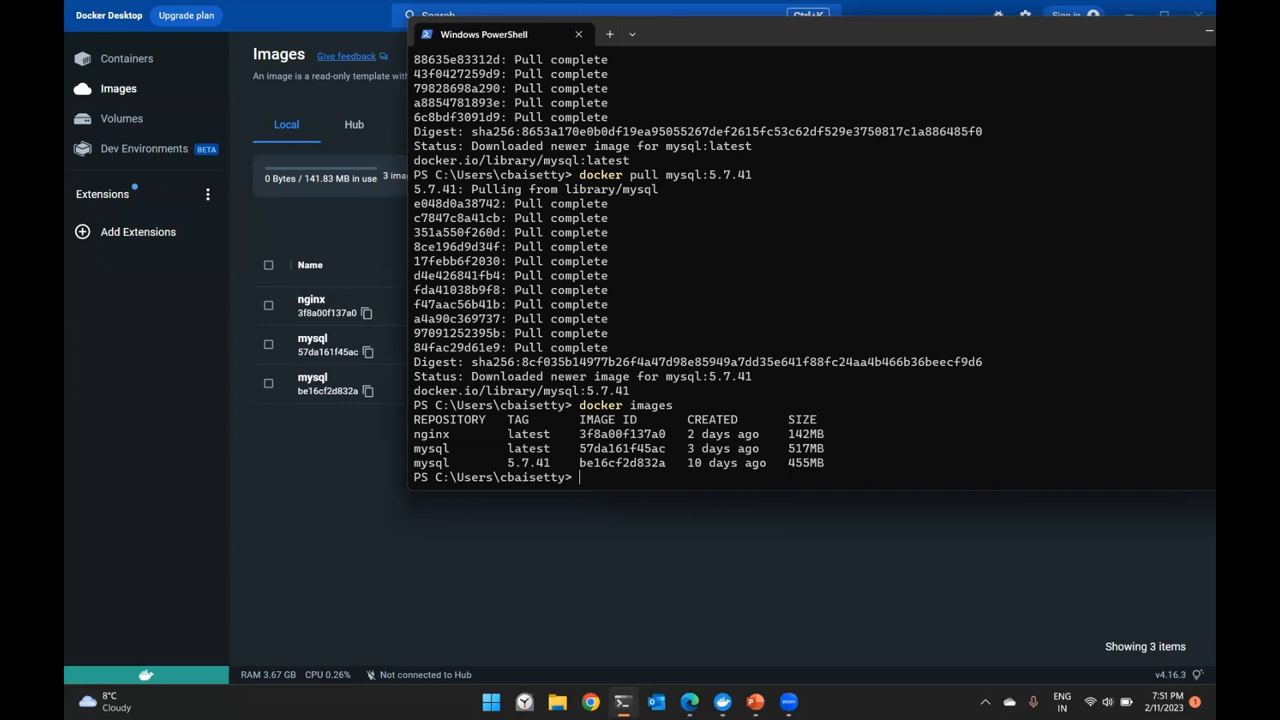 Docker Desktop
Upgrade plan
Search
Ctrl+K
Sign in
Containers
Images
Volumes
Dev Environments BETA
Extensions
Add Extensions
Images
Give feedback
An image is a read-only template with
Local
Hub
0 Bytes / 141.83 MB in use
3 imag
Name
nginx
3f8a00f137a0
mysql
57da161f45ac
mysql
be16cf2d832a
Windows PowerShell
88635e83312d: Pull complete
43f0427259d9: Pull complete
79828698a290: Pull complete
a8854781893e: Pull complete
6c8bdf3091d9: Pull complete
Digest: sha256:8653a170e0b0df19ea95055267def2615fc53c62df529e3750817c1a886485f0
Status: Downloaded newer image for mysql:latest
docker.io/library/mysql:latest
PS C:\Users\cbaisetty> docker pull mysql:5.7.41
5.7.41: Pulling from library/mysql
e048d0a38742: Pull complete
c7847c8a41cb: Pull complete
351a550f260d: Pull complete
8ce196d9d34f: Pull complete
17febb6f2030: Pull complete
d4e426841fb4: Pull complete
fda41038b9f8: Pull complete
f47aac56b41b: Pull complete
a4a90c369737: Pull complete
97091252395b: Pull complete
84fac29d61e9: Pull complete
Digest: sha256:8cf035b14977b26f4a47d98e85949a7dd35e641f88fc24aa4b466b36beecf9d6
Status: Downloaded newer image for mysql:5.7.41
docker.io/library/mysql:5.7.41
PS C:\Users\cbaisetty> docker images
REPOSITORY TAG IMAGE ID CREATED SIZE
nginx latest 3f8a00f137a0 2 days ago 142MB
mysql latest 57da161f45ac 3 days ago 517MB
mysql 5.7.41 be16cf2d832a 10 days ago 455MB
PS C:\Users\cbaisetty>
Showing 3 items
RAM 3.67 GB CPU 0.26% Not connected to Hub
v4.16.3
8°C
Cloudy
zoom
ENG
IN
7:51 PM
2/11/2023
1